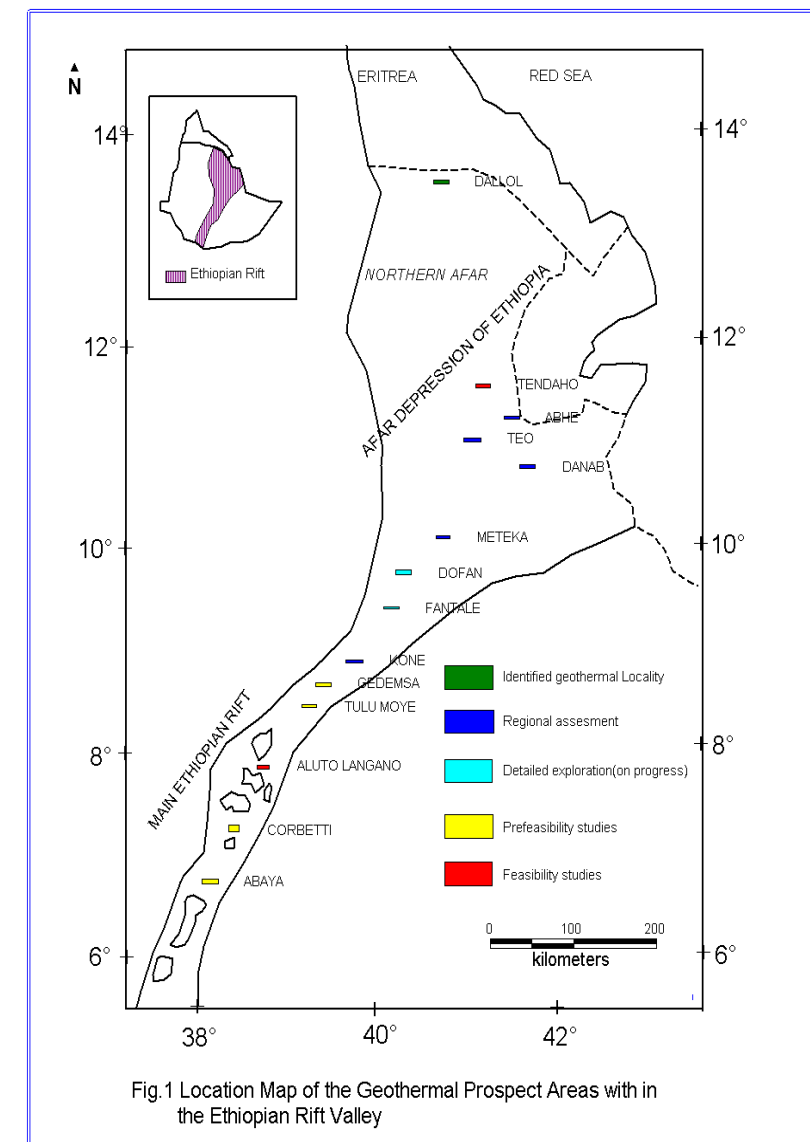 ERITREA
RED SEA
N
14°
14°
DALLOL
Ethiopian Rift
NORTHERN AFAR
AFAR DEPRESSION OF ETHIOPIA
12°
12°
TENDAHO
ABHE
TEO
DANAB
METEKA
10°
10°
DOFAN
FANTALE
KONE
GEDEMSA
TULU MOYE
MAIN ETHIOPIAN RIFT
8°
8°
ALUTO LANGANO
CORBETTI
ABAYA
Identified geothermal Locality
Regional assesment
Detailed exploration(on progress)
Prefeasibility studies
Feasibility studies
0 100 200
kilometers
6°
6°
38° 40° 42°
Fig.1 Location Map of the Geothermal Prospect Areas with in
the Ethiopian Rift Valley